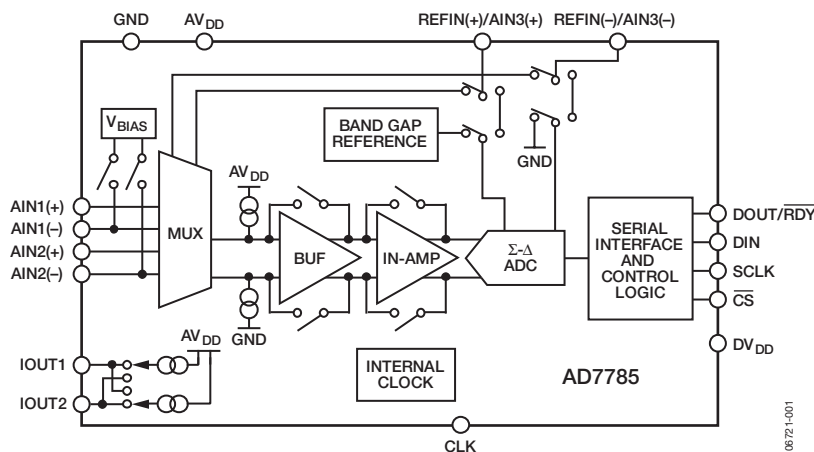 GND
AVDD
REFIN(+)/AIN3(+)
REFIN(–)/AIN3(–)
VBIAS
BAND GAP
REFERENCE
GND
AVDD
AIN1(+)
AIN1(–)
AIN2(+)
AIN2(–)
MUX
BUF
IN-AMP
Σ-Δ
ADC
SERIAL
INTERFACE
AND
CONTROL
LOGIC
DOUT/RDY
DIN
SCLK
CS
GND
AVDD
IOUT1
IOUT2
INTERNAL
CLOCK
AD7785
DVDD
CLK
06721-001